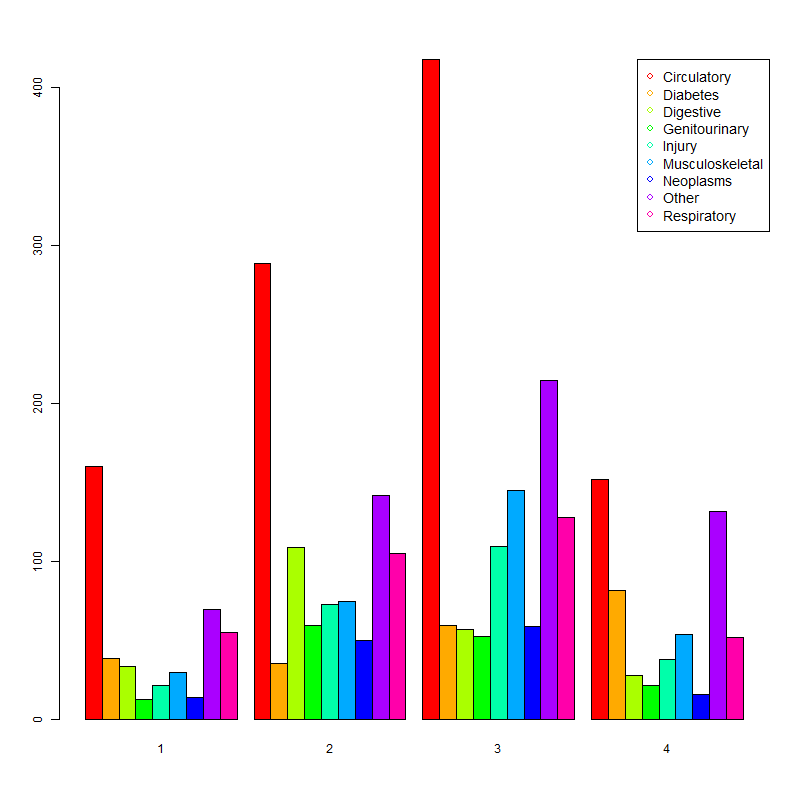 400
300
200
100
0
1 2 3 4
Circulatory
Diabetes
Digestive
Genitourinary
Injury
Musculoskeletal
Neoplasms
Other
Respiratory